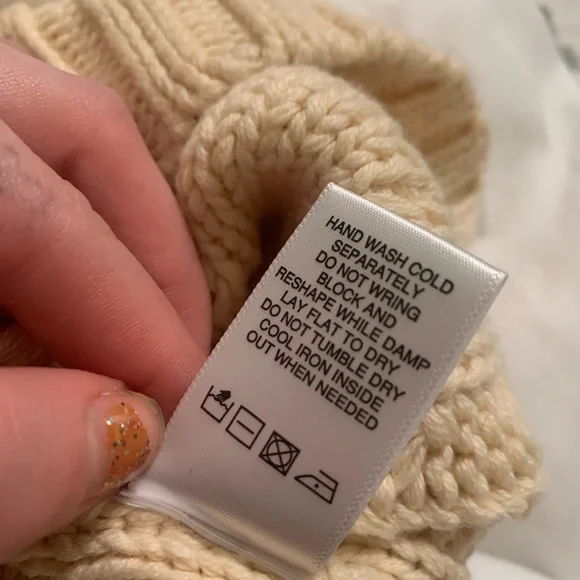 HAND WASH COLD
SEPARATELY
DO NOT WRING
BLOCK AND
RESHAPE WHILE DAMP
LAY FLAT TO DRY
DO NOT TUMBLE DRY
COOL IRON INSIDE
OUT WHEN NEEDED